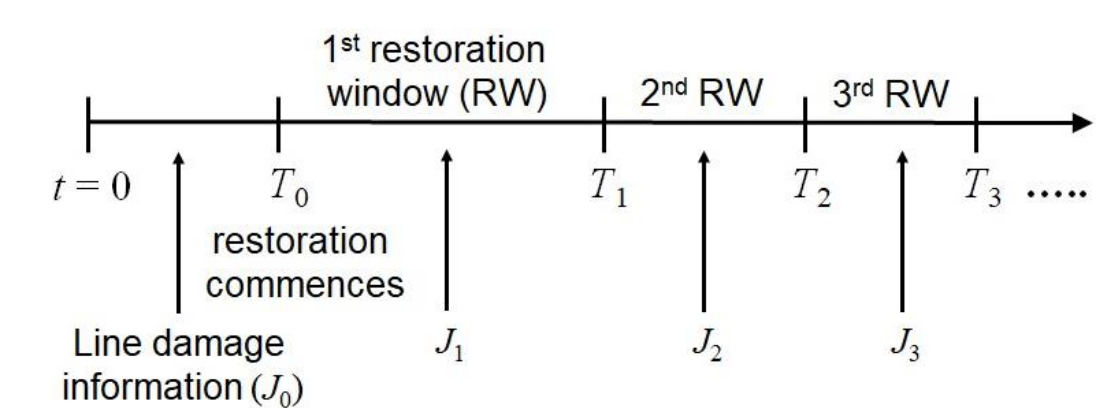 1st restoration
window (RW)
2nd RW
3rd RW
t = 0
T0
T1
T2
T3 .....
restoration
commences
Line damage
information (J0)
J1
J2
J3